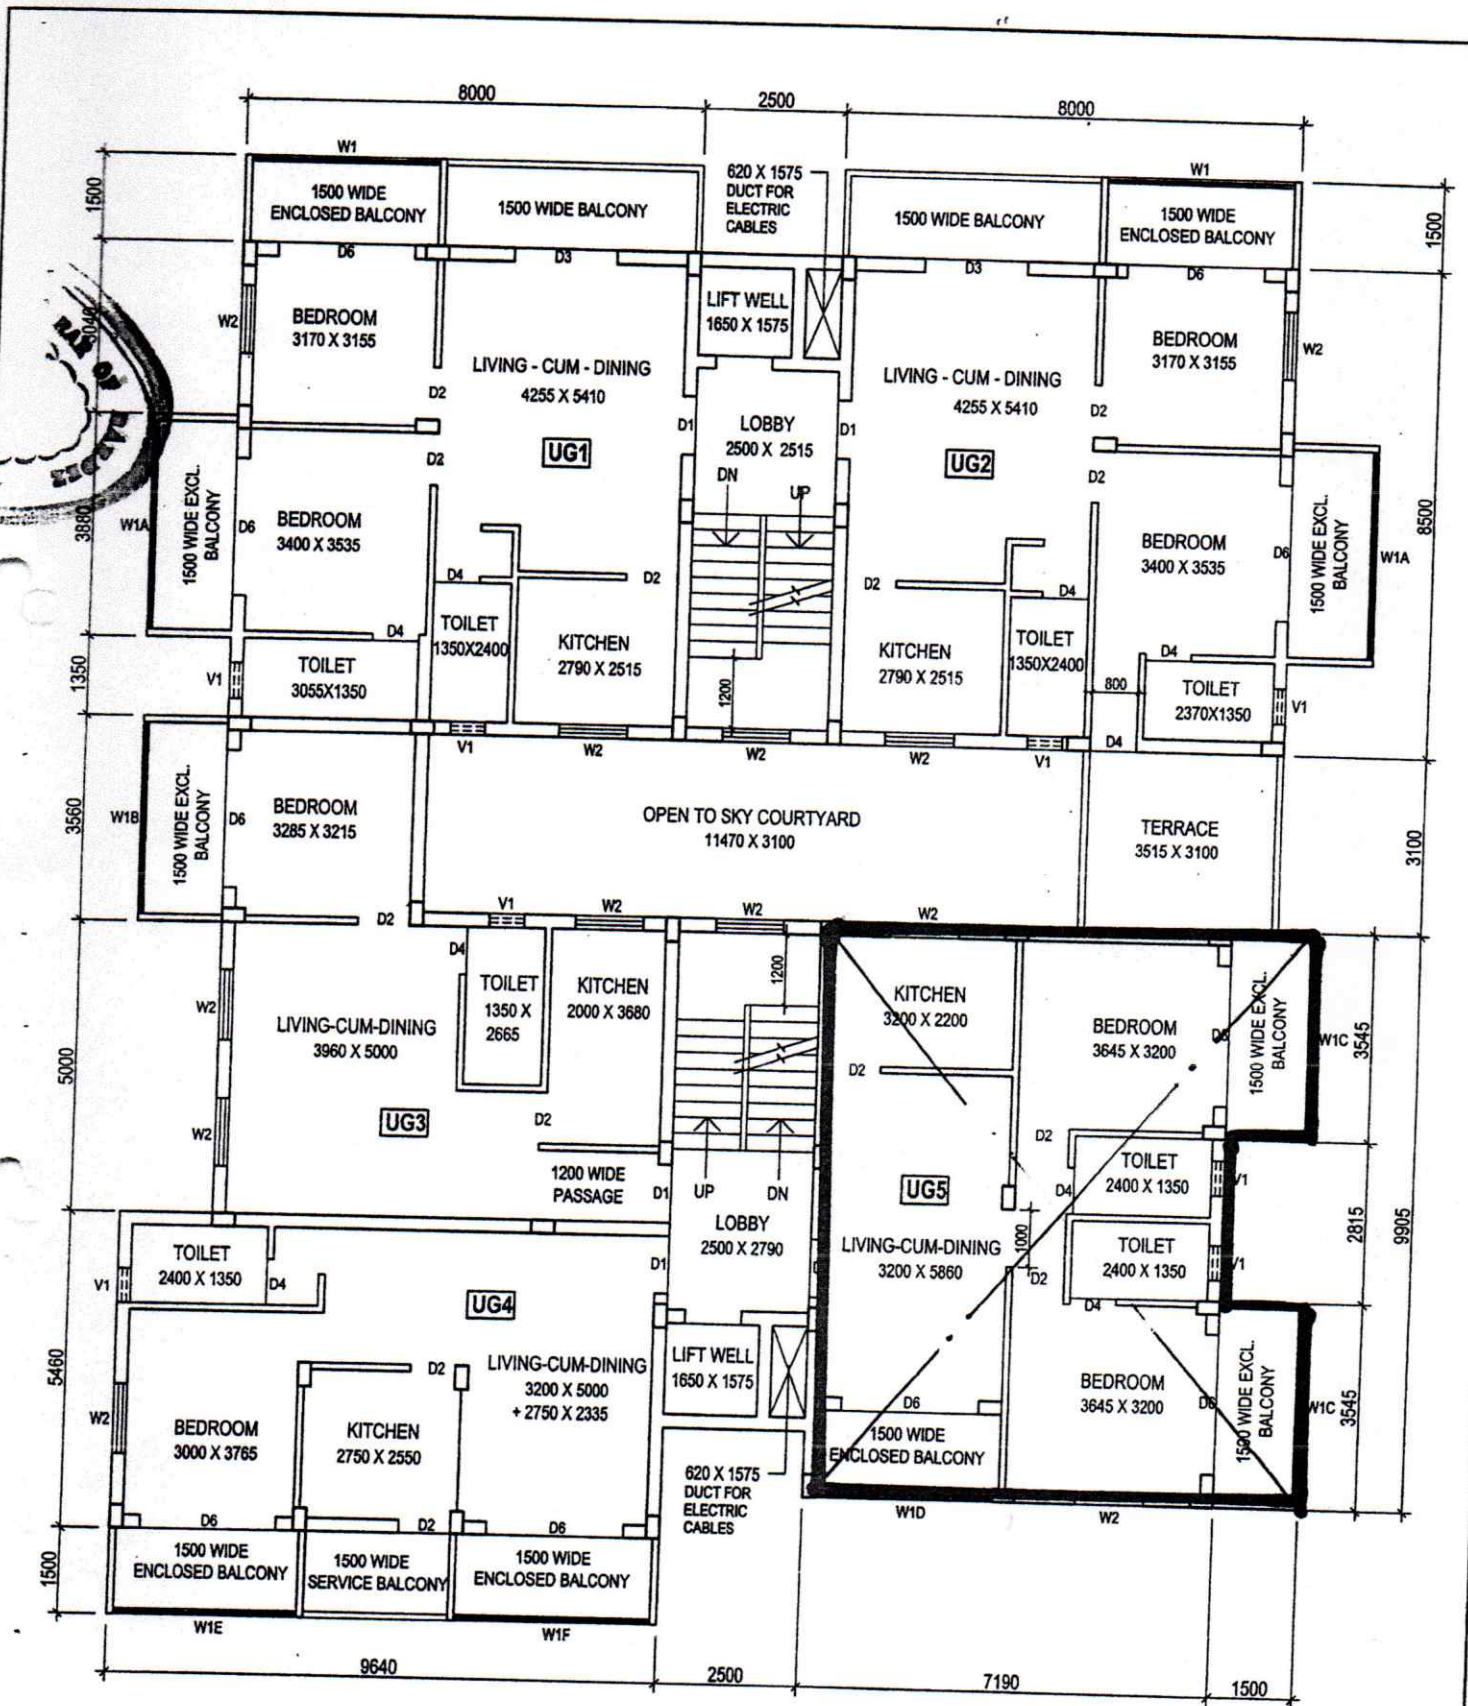 8000
2500
8000
W1
W1
1500
1500 WIDE
ENCLOSED BALCONY
1500 WIDE BALCONY
620 X 1575
DUCT FOR
ELECTRIC
CABLES
1500 WIDE BALCONY
1500 WIDE
ENCLOSED BALCONY
1500
D6
D3
D3
D6
W2
BEDROOM
3170 X 3155
LIFT WELL
1650 X 1575
BEDROOM
3170 X 3155
W2
LIVING - CUM - DINING
4255 X 5410
LIVING - CUM - DINING
4255 X 5410
D2
D2
D1
LOBBY
2500 X 2515
D1
UG1
UG2
D2
D2
DN
UP
BAR OF
BARDEZ
3880
W1A
1500 WIDE EXCL.
BALCONY
D6
BEDROOM
3400 X 3535
BEDROOM
3400 X 3535
D6
1500 WIDE EXCL.
BALCONY
W1A
8500
D4
D2
D2
D4
TOILET
1350X2400
KITCHEN
2790 X 2515
KITCHEN
2790 X 2515
TOILET
1350X2400
D4
D4
1350
V1
TOILET
3055X1350
1200
800
TOILET
2370X1350
V1
V1
W2
W2
W2
V1
D4
3560
W1B
1500 WIDE EXCL.
BALCONY
D6
BEDROOM
3285 X 3215
OPEN TO SKY COURTYARD
11470 X 3100
TERRACE
3515 X 3100
3100
D2
V1
W2
W2
W2
D4
TOILET
1350 X
2665
KITCHEN
2000 X 3680
1200
KITCHEN
3200 X 2200
W2
LIVING-CUM-DINING
3960 X 5000
BEDROOM
3645 X 3200
D6
1500 WIDE EXCL.
BALCONY
W1C
3545
5000
D2
UG3
W2
D2
D2
1200 WIDE
PASSAGE
D1
UP
DN
UG5
D4
TOILET
2400 X 1350
V1
LOBBY
2500 X 2790
LIVING-CUM-DINING
3200 X 5860
1000
TOILET
2400 X 1350
V1
2815
9905
TOILET
2400 X 1350
V1
D4
D1
D2
D4
UG4
5460
D2
LIVING-CUM-DINING
3200 X 5000
+ 2750 X 2335
LIFT WELL
1650 X 1575
W2
BEDROOM
3000 X 3765
KITCHEN
2750 X 2550
D6
BEDROOM
3645 X 3200
D6
1500 WIDE EXCL.
BALCONY
W1C
3545
1500 WIDE
ENCLOSED BALCONY
620 X 1575
DUCT FOR
ELECTRIC
CABLES
D6
D2
D6
W1D
W2
1500
1500 WIDE
ENCLOSED BALCONY
1500 WIDE
SERVICE BALCONY
1500 WIDE
ENCLOSED BALCONY
W1E
W1F
9640
2500
7190
1500